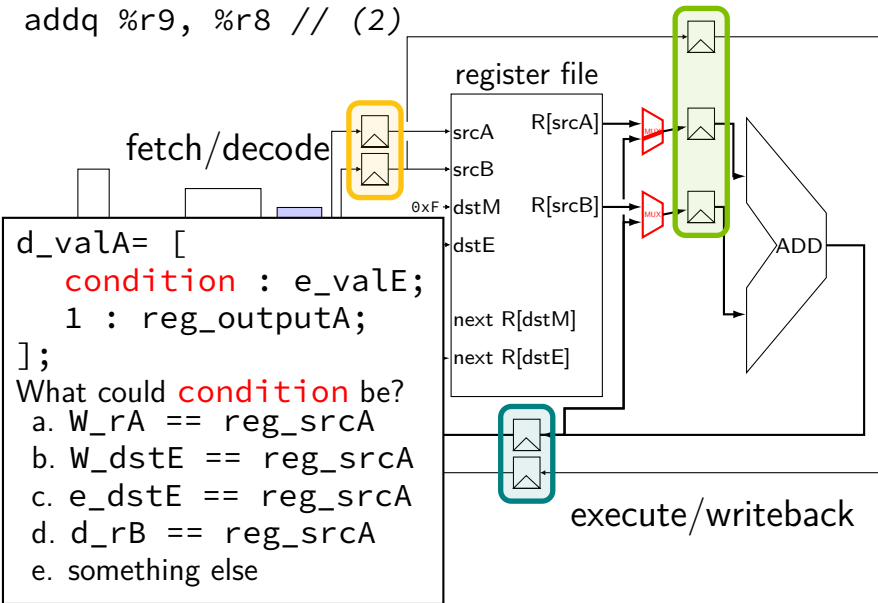 addq %r9, %r8 // (2)
register file
fetch/decode
srcA
R[srcA]
MUX
srcB
0xF
dstM
R[srcB]
MUX
dstE
ADD
next R[dstM]
next R[dstE]
d_valA= [
condition : e_valE;
1 : reg_outputA;
];
What could condition be?
a. W_rA == reg_srcA
b. W_dstE == reg_srcA
c. e_dstE == reg_srcA
d. d_rB == reg_srcA
e. something else
execute/writeback